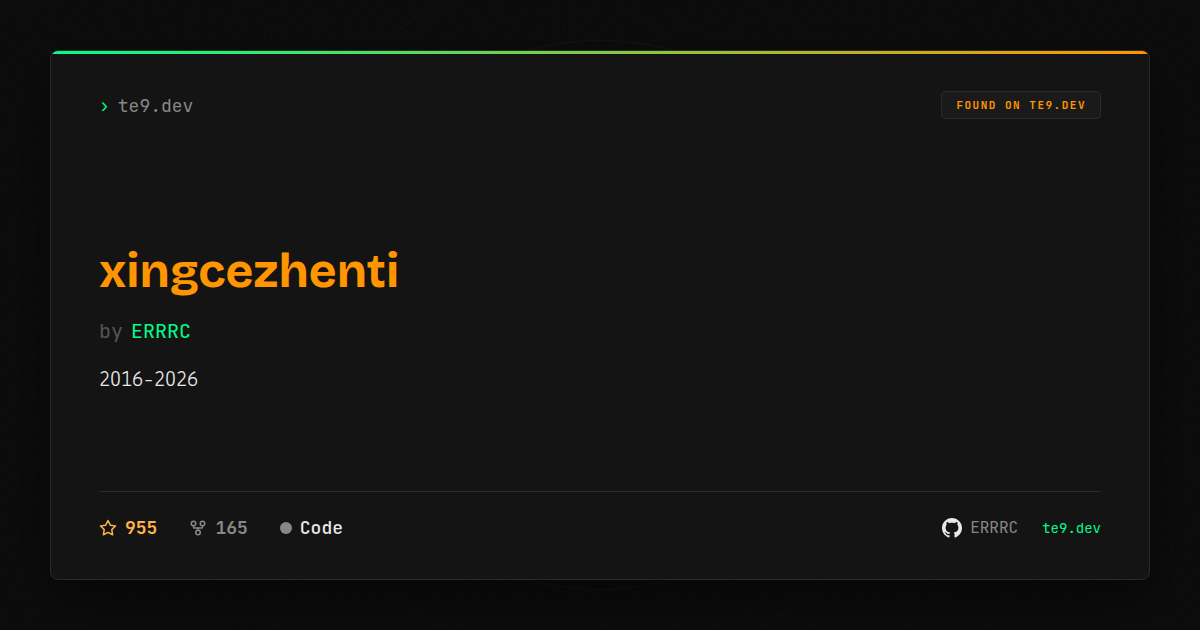 › te9.dev
FOUND ON TE9.DEV
xingcezhenti
by ERRRC
2016-2026
955 165 Code
ERRRC te9.dev